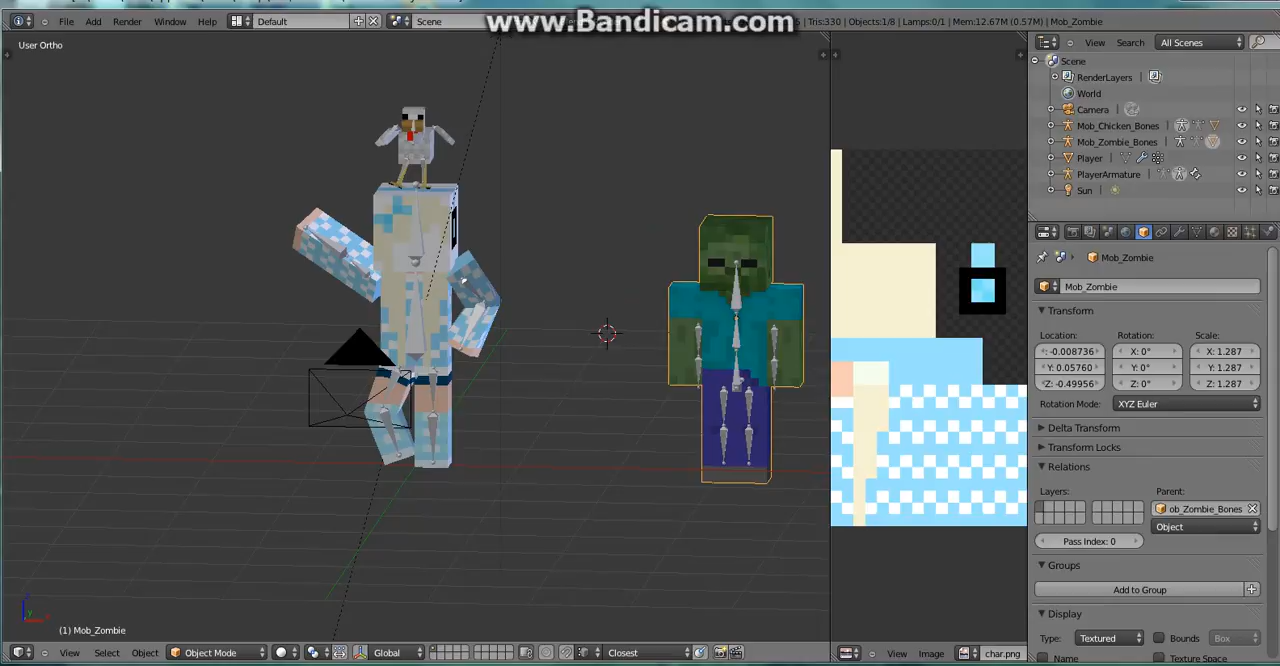 File Add Render Window Help Default Scene www.Bandicam.com Tris:330 | Objects:1/8 | Lamps:0/1 | Mem:12.67M (0.57M) | Mob_Zombie
User Ortho
View Search All Scenes
Scene
RenderLayers
World
Camera
Mob_Chicken_Bones
Mob_Zombie_Bones
Player
PlayerArmature
Sun
Mob_Zombie
Mob_Zombie
Transform
Location: Rotation: Scale:
-0.008736 X: 0° X: 1.287
Y: 0.05760 Y: 0° Y: 1.287
Z: -0.49956 Z: 0° Z: 1.287
Rotation Mode: XYZ Euler
Delta Transform
Transform Locks
Relations
Layers: Parent:
ob_Zombie_Bones
Object
Pass Index: 0
Groups
Add to Group
Display
Type: Textured Bounds Box
Name Texture Space
(1) Mob_Zombie
View Select Object Object Mode Global Closest View Image char.png